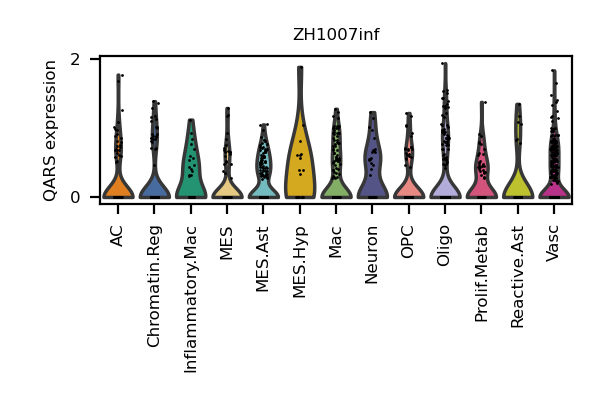 ZH1007inf
QARS expression
2
0
AC
Chromatin.Reg
Inflammatory.Mac
MES
MES.Ast
MES.Hyp
Mac
Neuron
OPC
Oligo
Prolif.Metab
Reactive.Ast
Vasc